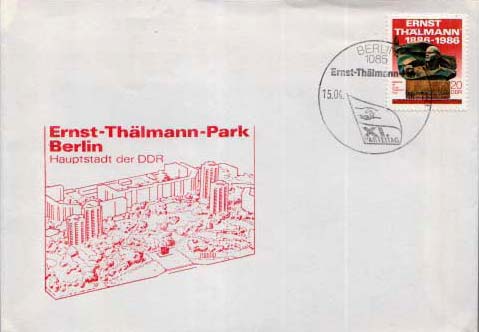 ERNST
THÄLMANN
1886-1986
20
DDR
BERLIN
1085
Ernst-Thälmann
15.04.
XI.
PARTEITAG
Ernst-Thälmann-Park
Berlin
Hauptstadt der DDR